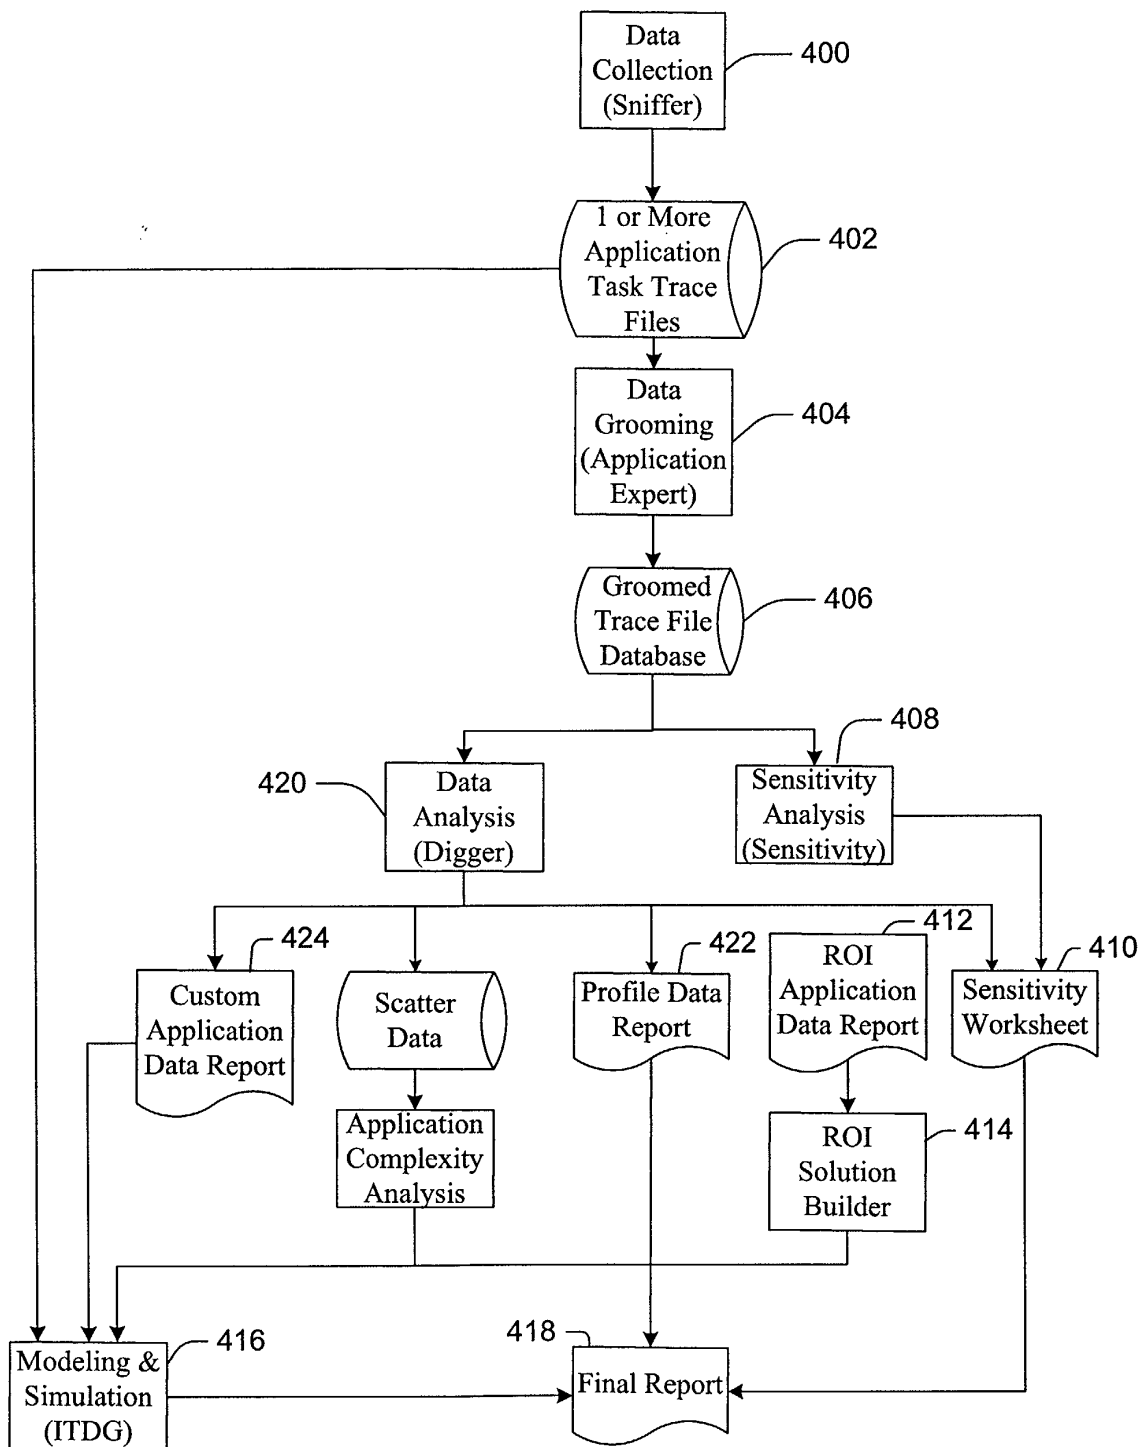 Data
Collection
(Sniffer)
400
1 or More
Application
Task Trace
Files
402
Data
Grooming
(Application
Expert)
404
Groomed
Trace File
Database
406
408
420
Data
Analysis
(Digger)
Sensitivity
Analysis
(Sensitivity)
424
Custom
Application
Data Report
Scatter
Data
422
Profile Data
Report
412
ROI
Application
Data Report
410
Sensitivity
Worksheet
Application
Complexity
Analysis
ROI
Solution
Builder
414
416
Modeling &
Simulation
(ITDG)
418
Final Report